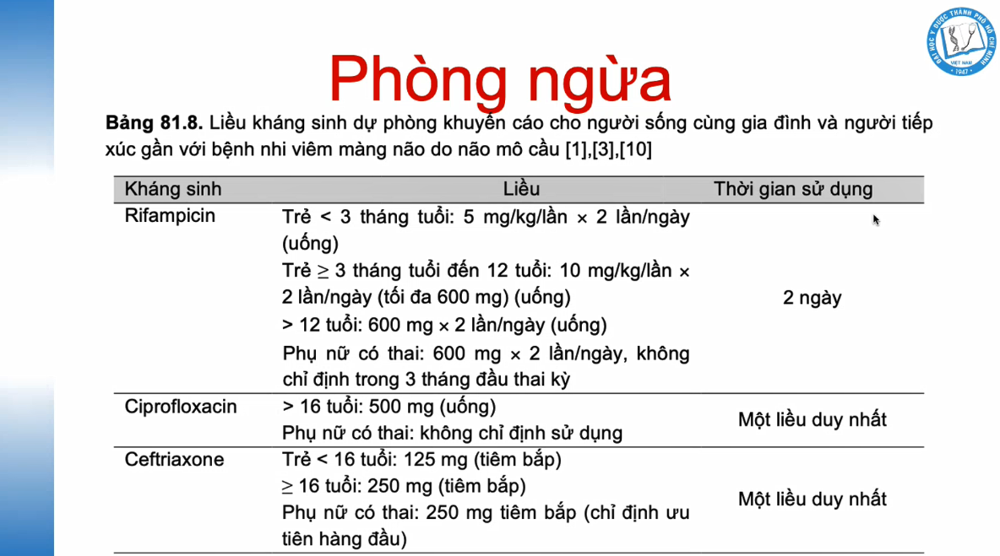 ĐẠI HỌC Y DƯỢC THÀNH PHỐ HỒ CHÍ MINH
VIỆT NAM
1947
Phòng ngừa
Bảng 81.8. Liều kháng sinh dự phòng khuyến cáo cho người sống cùng gia đình và người tiếp
xúc gần với bệnh nhi viêm màng não do não mô cầu [1],[3],[10]
Kháng sinh Liều Thời gian sử dụng
Rifampicin Trẻ < 3 tháng tuổi: 5 mg/kg/lần × 2 lần/ngày
(uống)
Trẻ ≥ 3 tháng tuổi đến 12 tuổi: 10 mg/kg/lần ×
2 lần/ngày (tối đa 600 mg) (uống) 2 ngày
> 12 tuổi: 600 mg × 2 lần/ngày (uống)
Phụ nữ có thai: 600 mg × 2 lần/ngày, không
chỉ định trong 3 tháng đầu thai kỳ
Ciprofloxacin > 16 tuổi: 500 mg (uống) Một liều duy nhất
Phụ nữ có thai: không chỉ định sử dụng
Ceftriaxone Trẻ < 16 tuổi: 125 mg (tiêm bắp)
≥ 16 tuổi: 250 mg (tiêm bắp) Một liều duy nhất
Phụ nữ có thai: 250 mg tiêm bắp (chỉ định ưu
tiên hàng đầu)